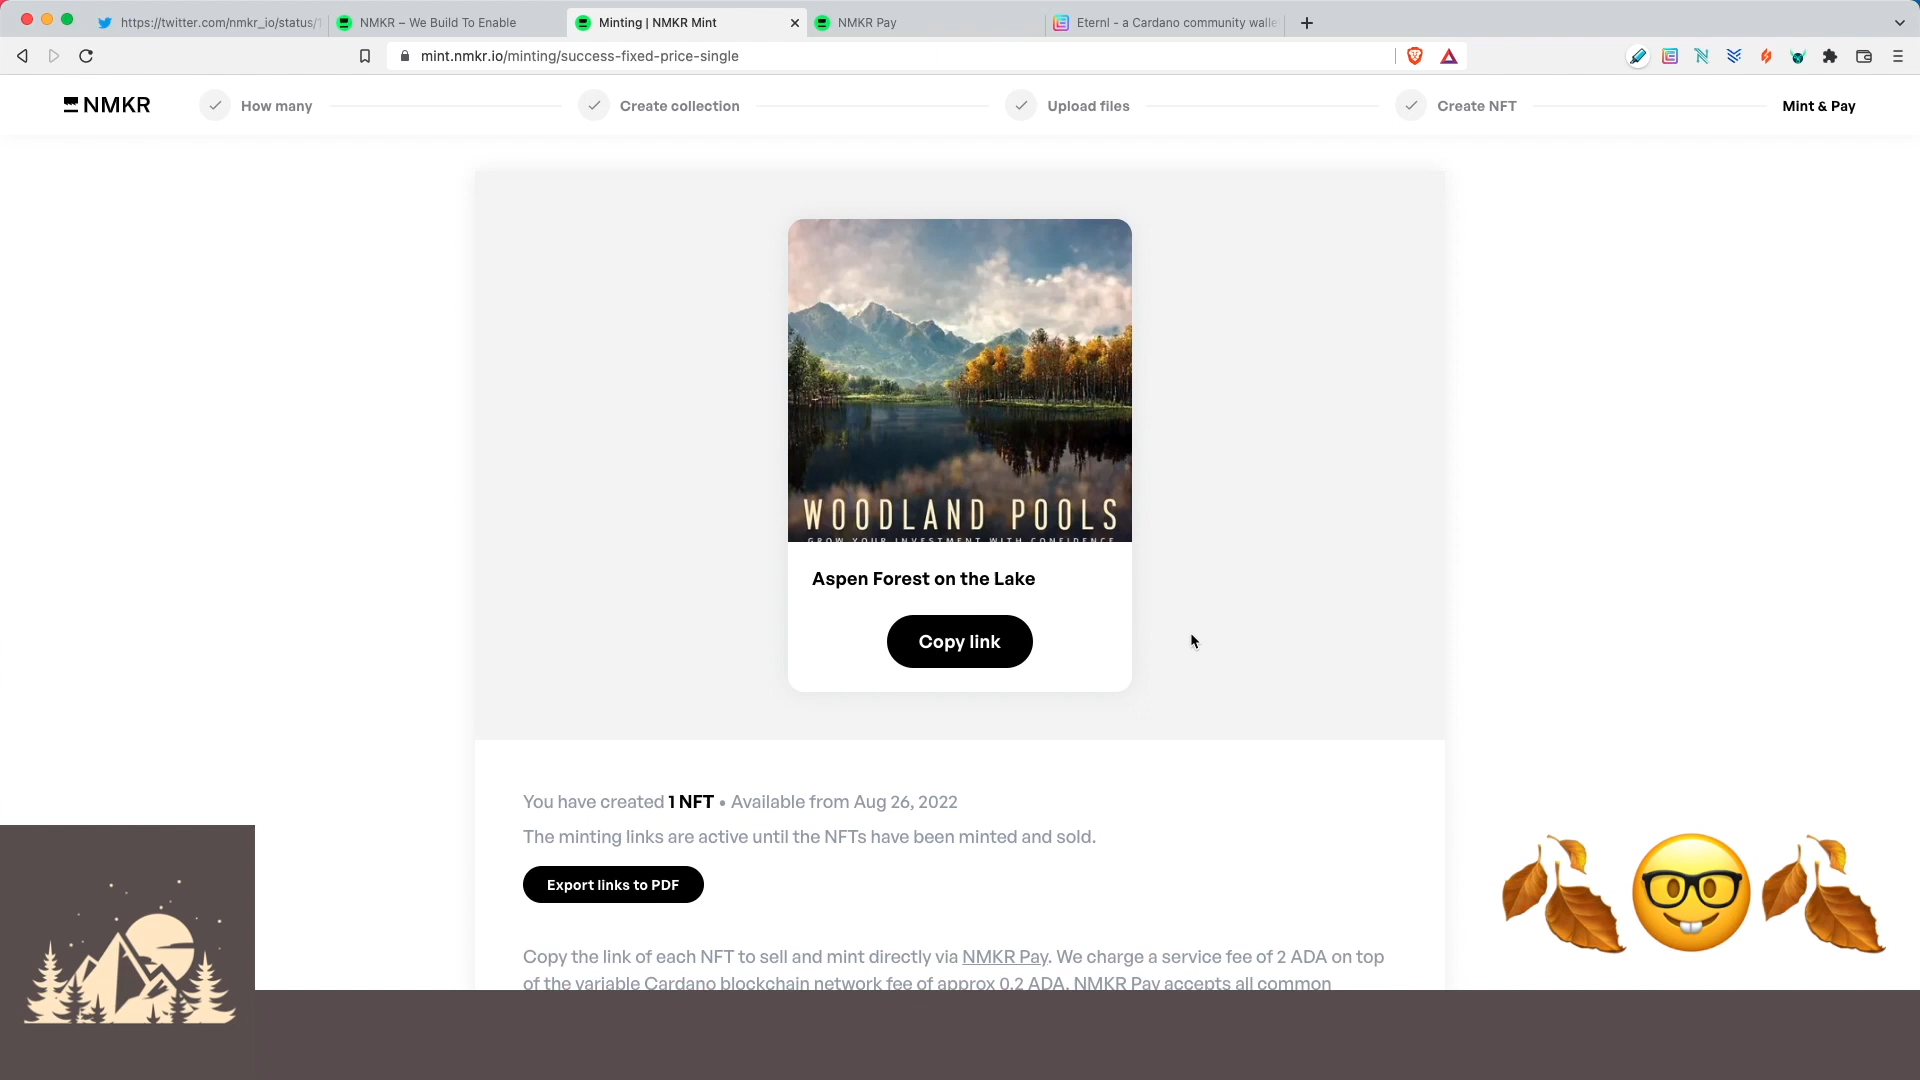 https://twitter.com/nmkr_io/status/
NMKR – We Build To Enable
Minting | NMKR Mint
NMKR Pay
Eternl - a Cardano community walle
mint.nmkr.io/minting/success-fixed-price-single
NMKR
How many
Create collection
Upload files
Create NFT
Mint & Pay
WOODLAND POOLS
GROW YOUR INVESTMENT WITH CONFIDENCE
Aspen Forest on the Lake
Copy link
You have created 1 NFT • Available from Aug 26, 2022
The minting links are active until the NFTs have been minted and sold.
Export links to PDF
Copy the link of each NFT to sell and mint directly via NMKR Pay. We charge a service fee of 2 ADA on top
of the variable Cardano blockchain network fee of approx 0.2 ADA. NMKR Pay accepts all common